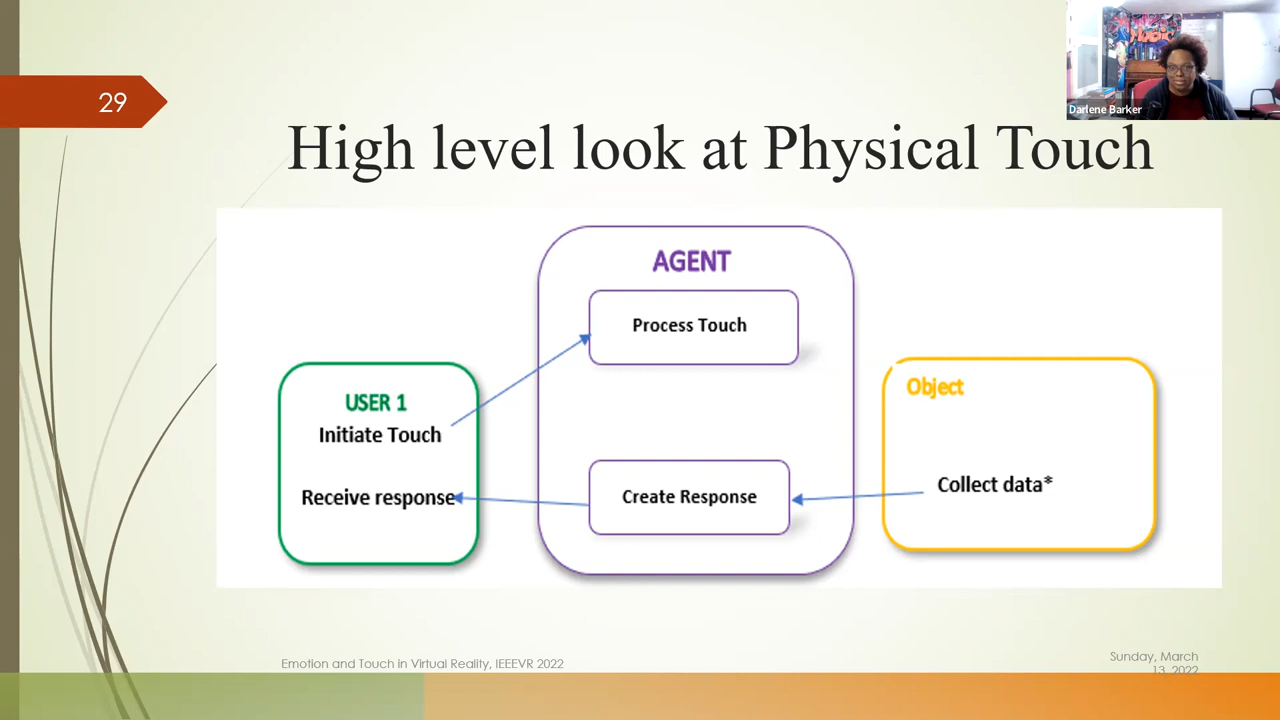 Darlene Barker
29
High level look at Physical Touch
AGENT
Process Touch
USER 1
Initiate Touch
Receive response
Create Response
Object
Collect data*
Emotion and Touch in Virtual Reality, IEEEVR 2022
Sunday, March
13, 2022